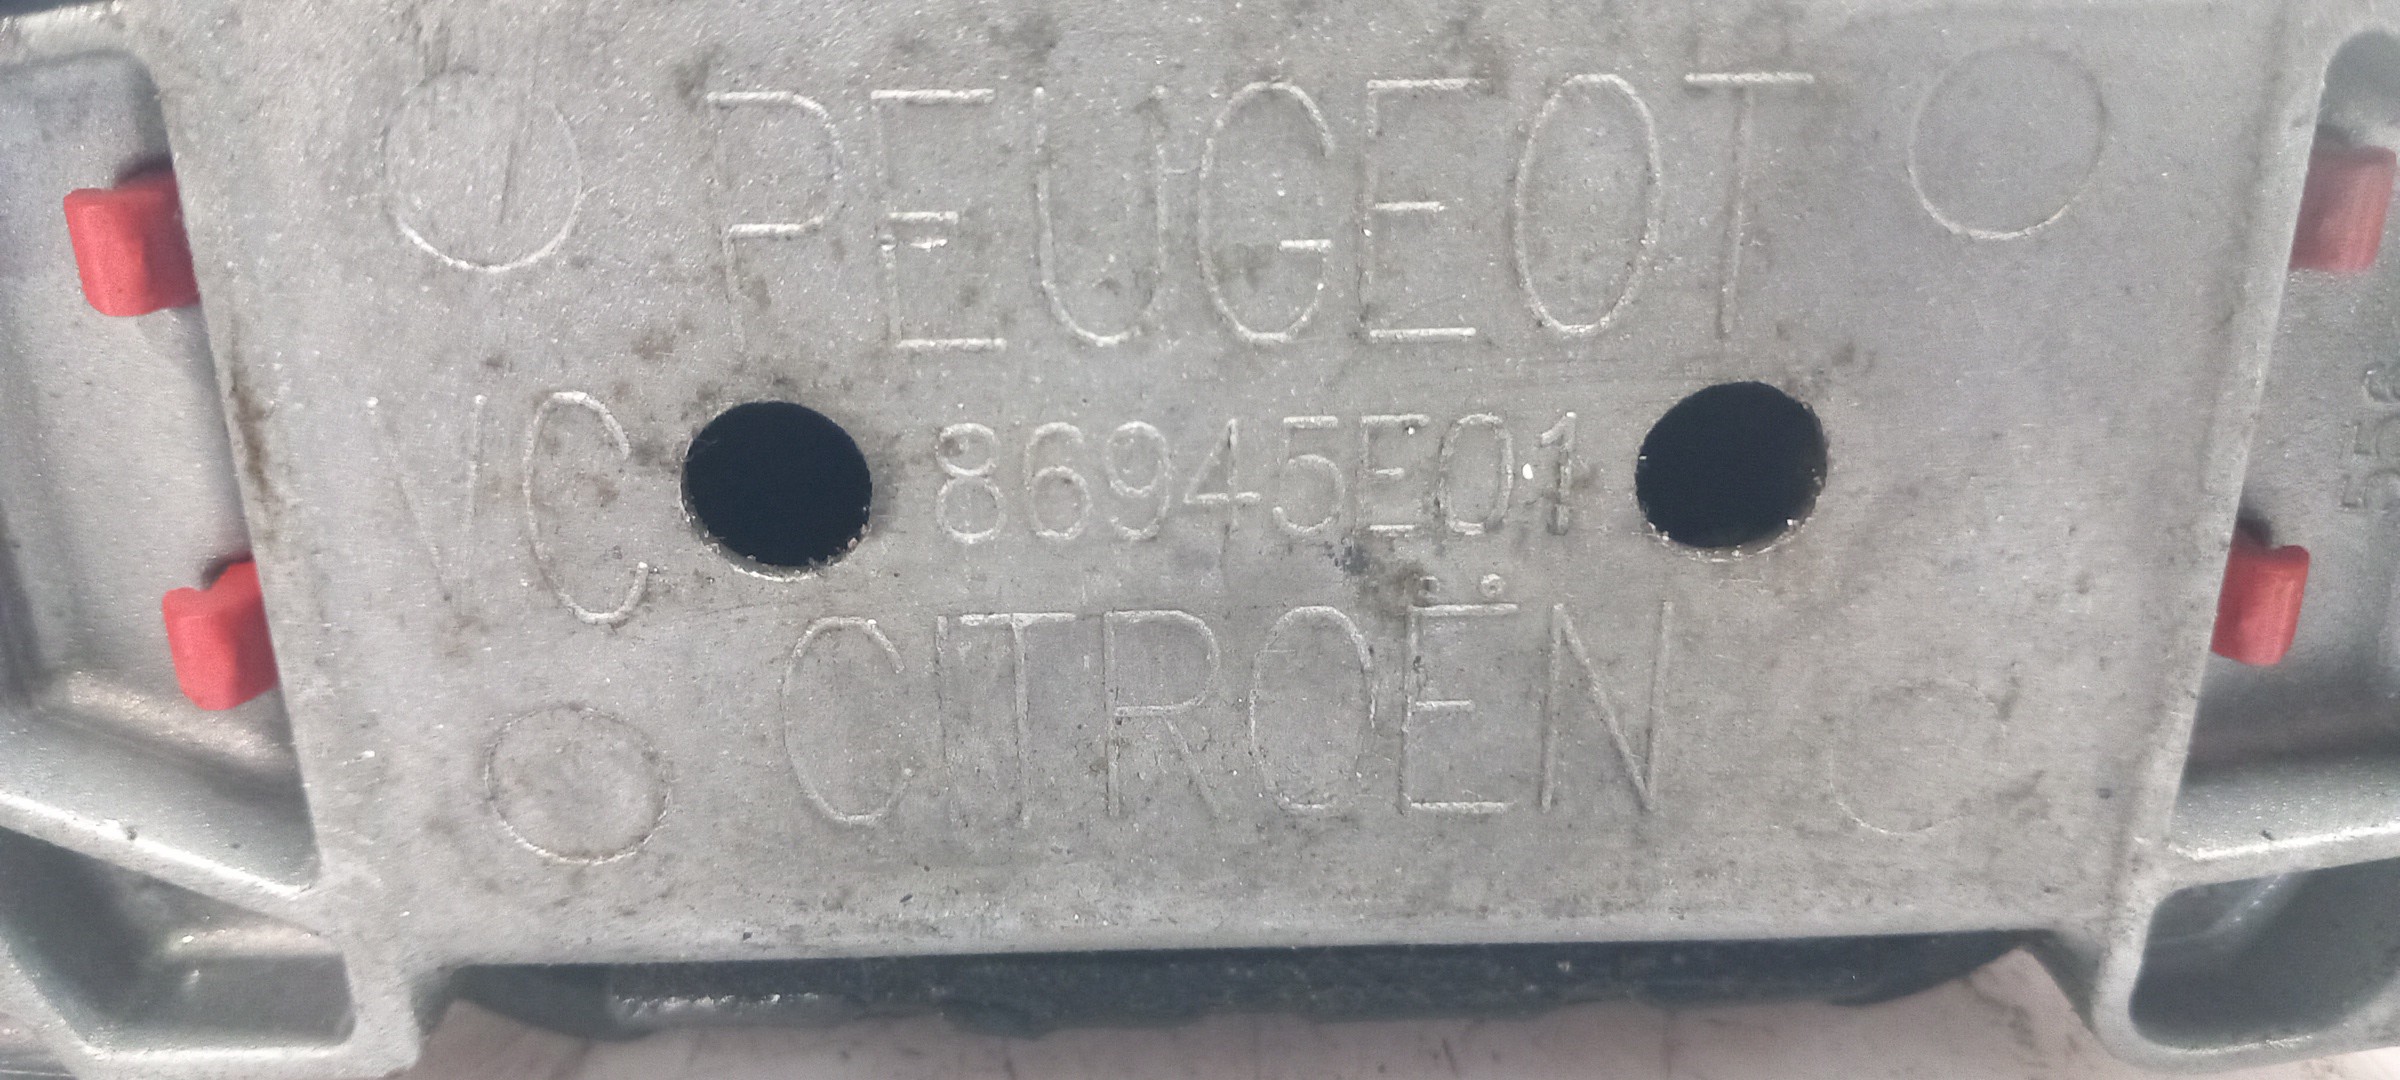 PEUGEOT
VC 86945E01
CITROËN